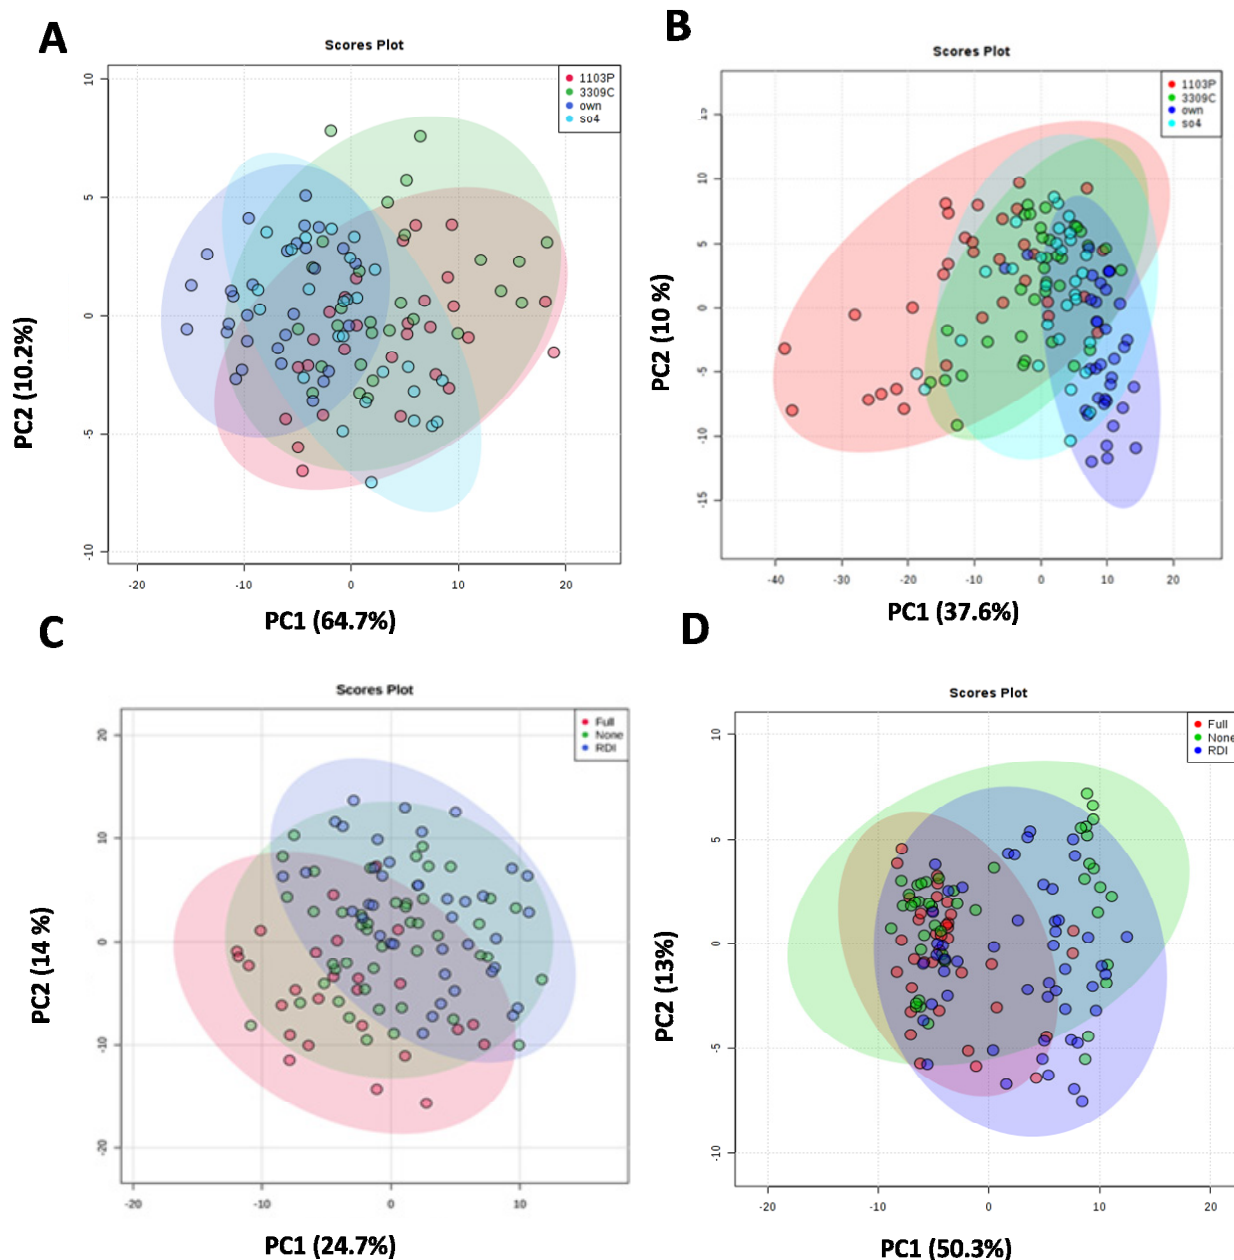 A
Scores Plot
1103P
3309C
own
so4
10
5
0
-5
-10
PC2 (10.2%)
-20
-10
0
10
20
PC1 (64.7%)
B
Scores Plot
1103P
3309C
own
so4
15
10
5
0
-5
-10
-15
PC2 (10 %)
-40
-30
-20
-10
0
10
20
PC1 (37.6%)
C
Scores Plot
Full
None
RDI
20
10
0
-10
-20
PC2 (14 %)
-20
-10
0
10
PC1 (24.7%)
D
Scores Plot
Full
None
RDI
10
5
0
-5
-10
PC2 (13%)
-20
-10
0
10
20
PC1 (50.3%)